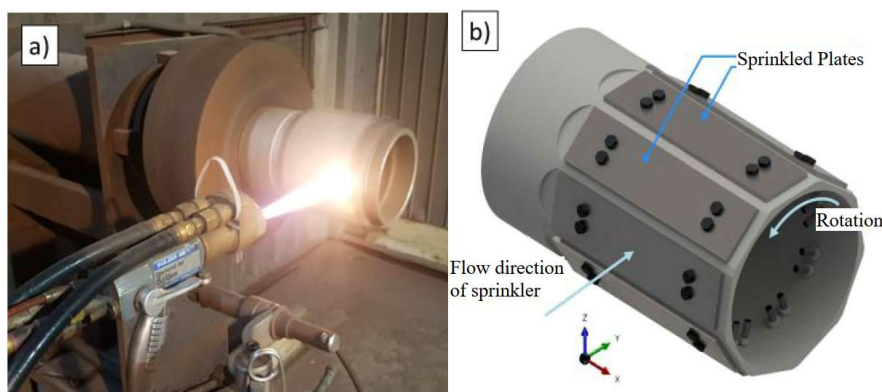 a)
b)
Sprinkled Plates
Rotation
Flow direction
of sprinkler
Z
Y
X